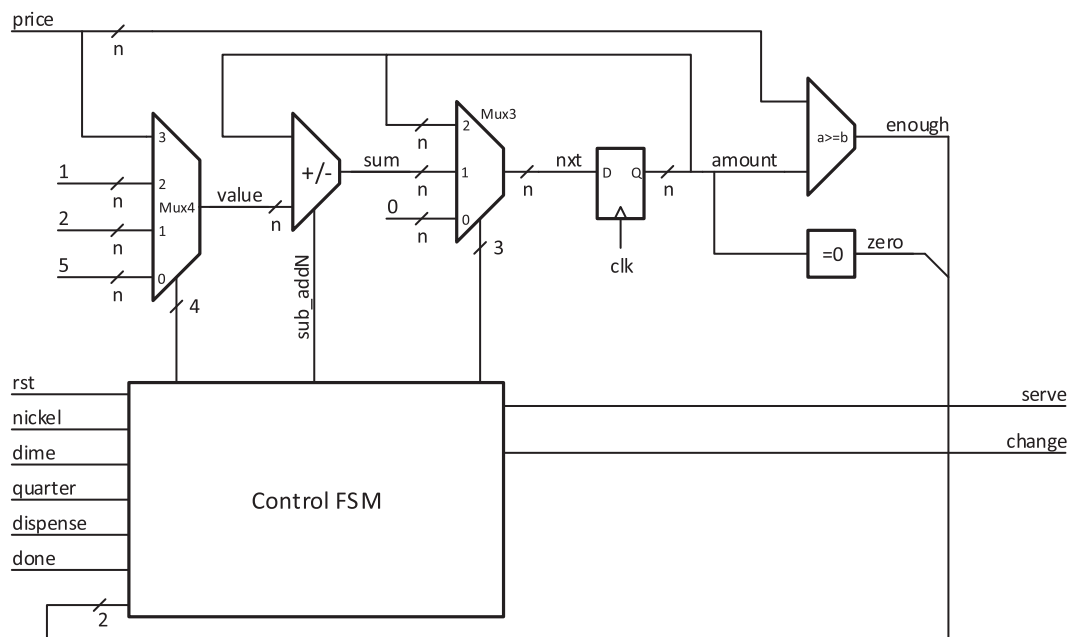 price
n
Mux3
2
n
a>=b
enough
3
1
n
2
Mux4
value
n
+/-
sum
n
1
nxt
n
D
Q
n
amount
2
n
1
0
n
0
5
n
0
3
clk
=0
zero
4
sub_addN
rst
nickel
dime
quarter
dispense
done
2
Control FSM
serve
change